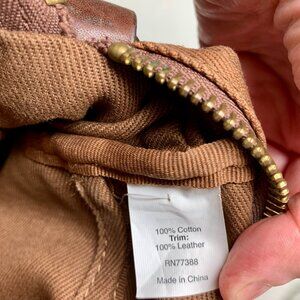 100% Cotton
Trim:
100% Leather
RN77388
Made in China